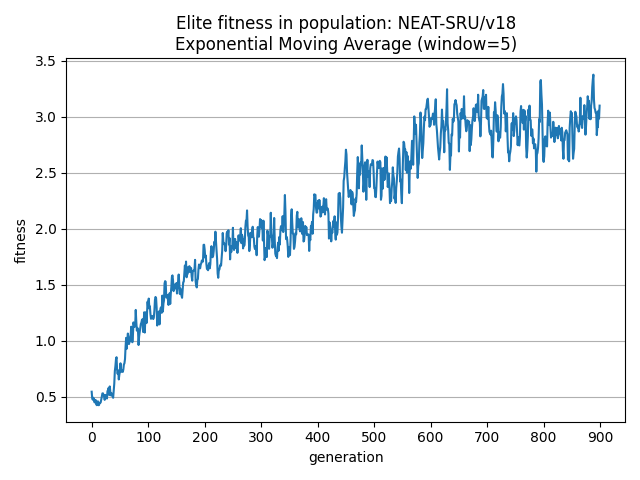 Elite fitness in population: NEAT-SRU/v18
Exponential Moving Average (window=5)
3.5
3.0
2.5
2.0
1.5
1.0
0.5
fitness
0 100 200 300 400 500 600 700 800 900
generation